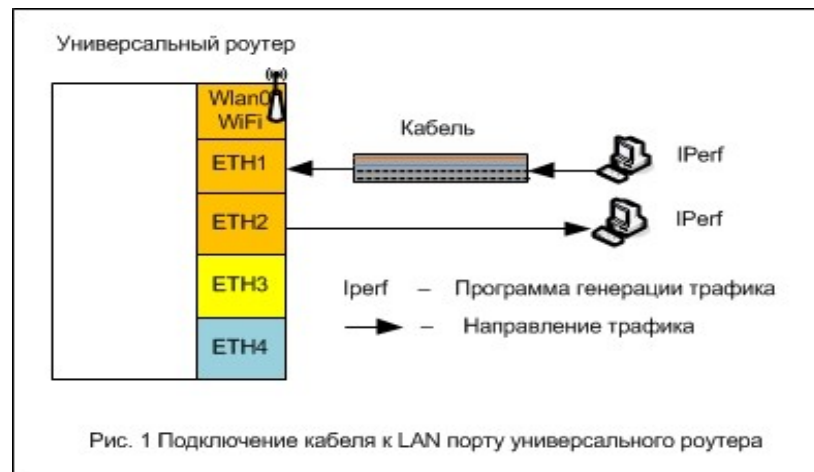 Универсальный роутер
Wlan0
WiFi
Кабель
ETH1
IPerf
ETH2
IPerf
ETH3
Iperf – Программа генерации трафика
– Направление трафика
ETH4
Рис. 1 Подключение кабеля к LAN порту универсального роутера